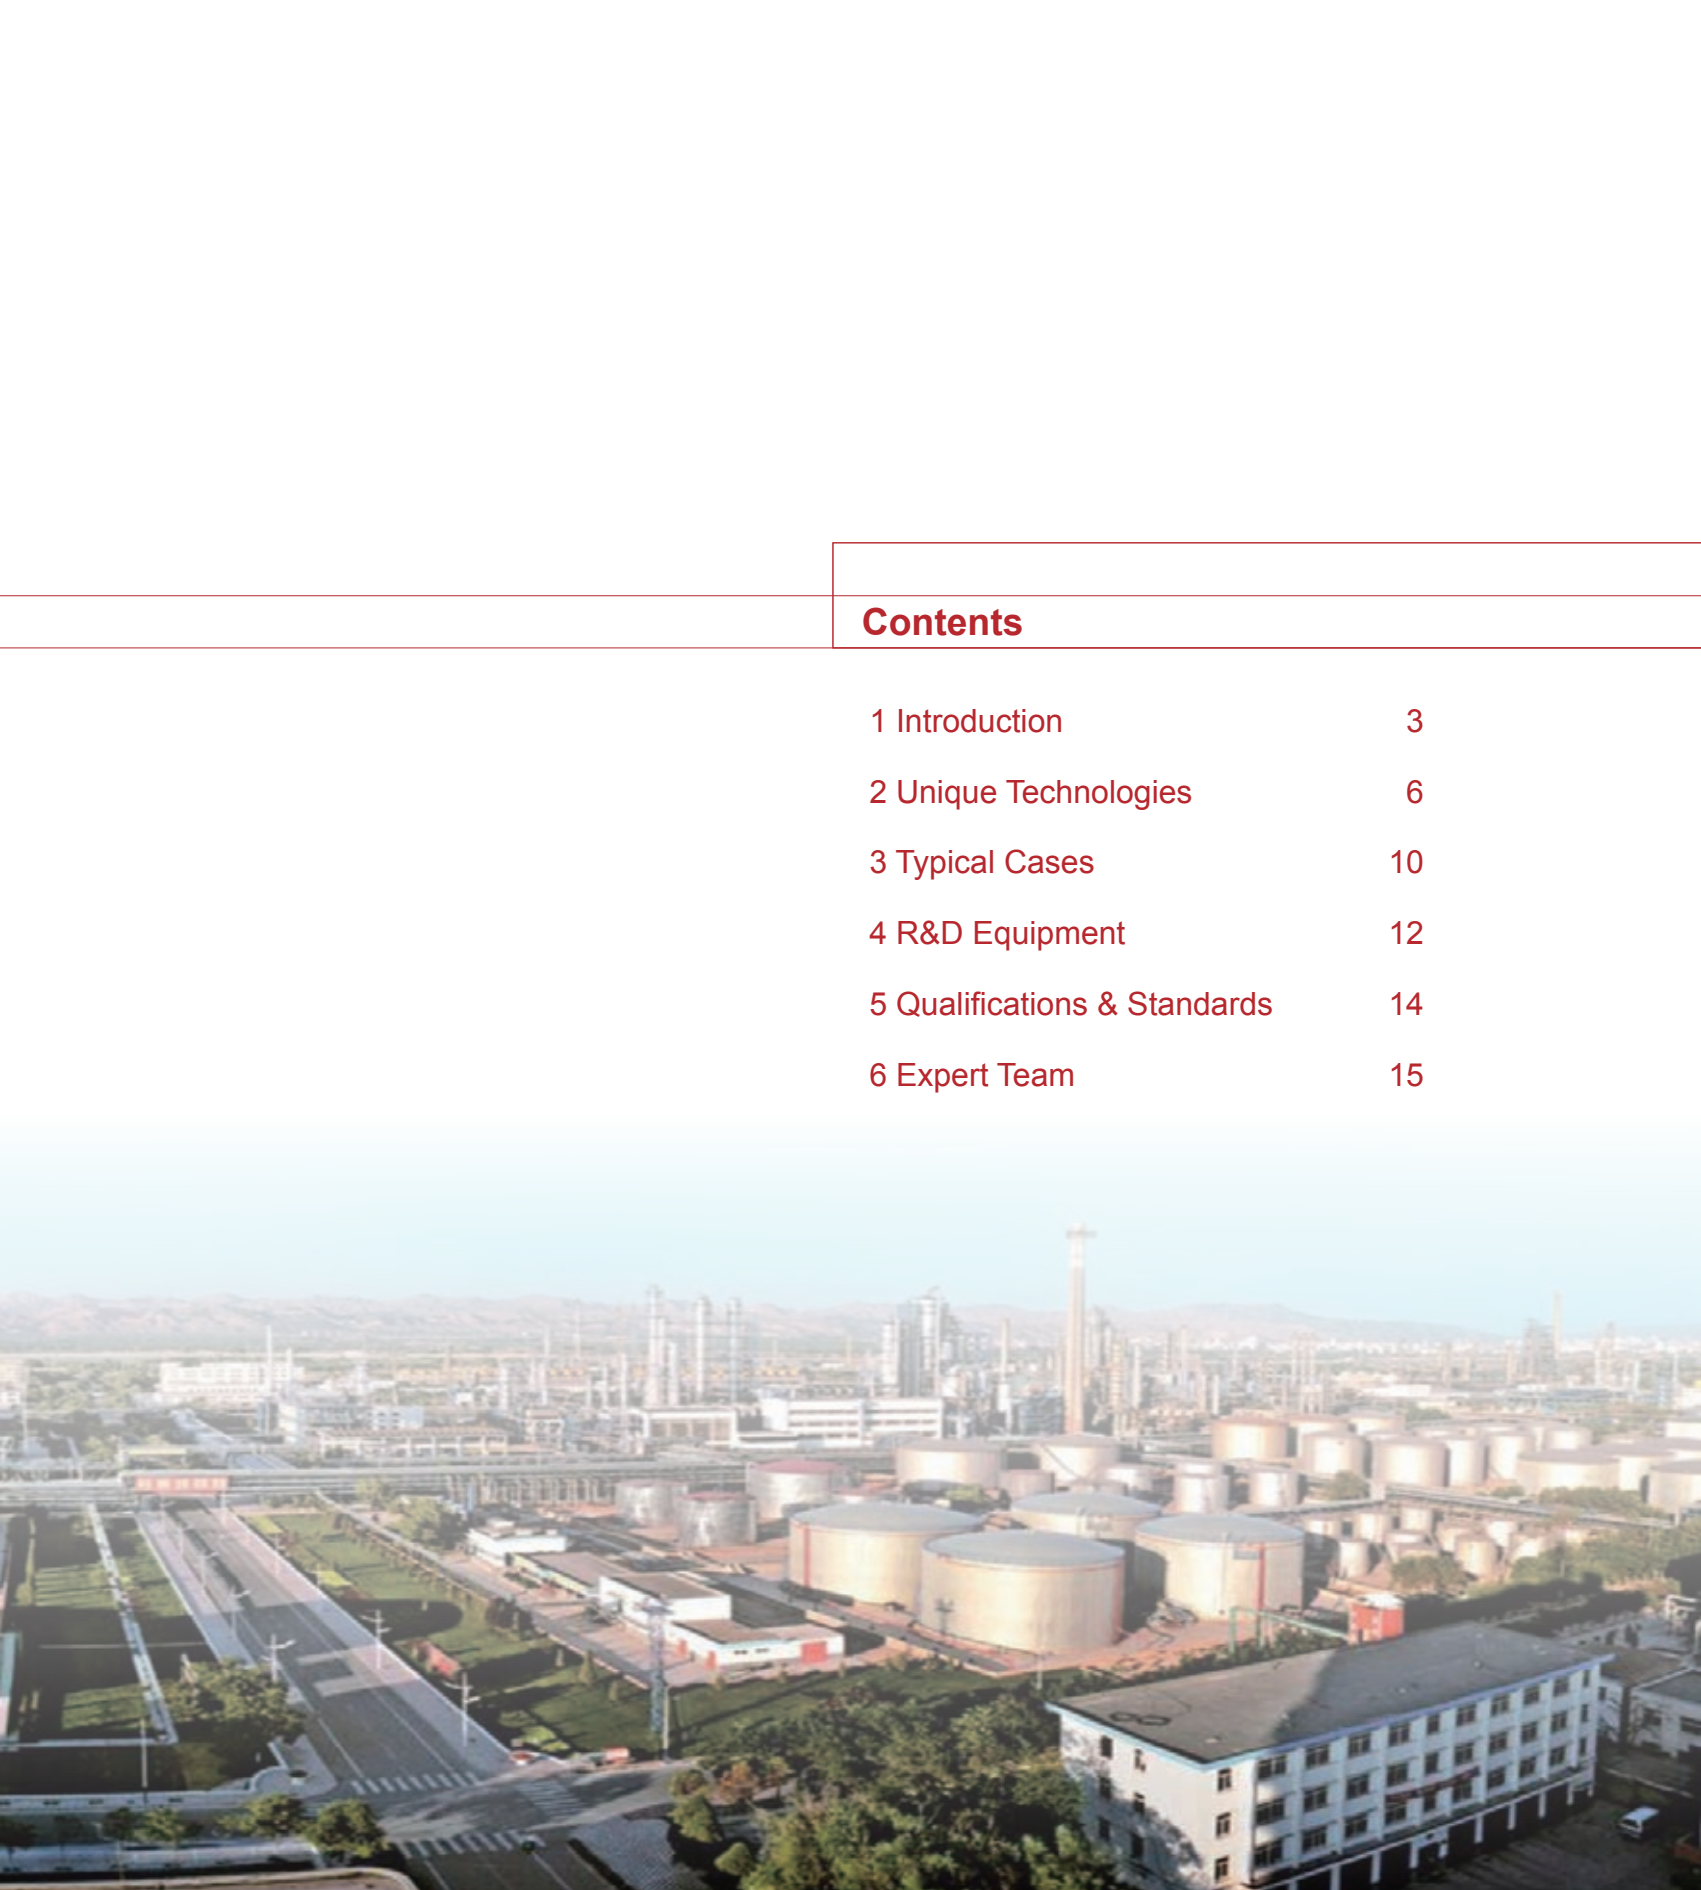 Contents
1 Introduction 3
2 Unique Technologies 6
3 Typical Cases 10
4 R&D Equipment 12
5 Qualifications & Standards 14
6 Expert Team 15